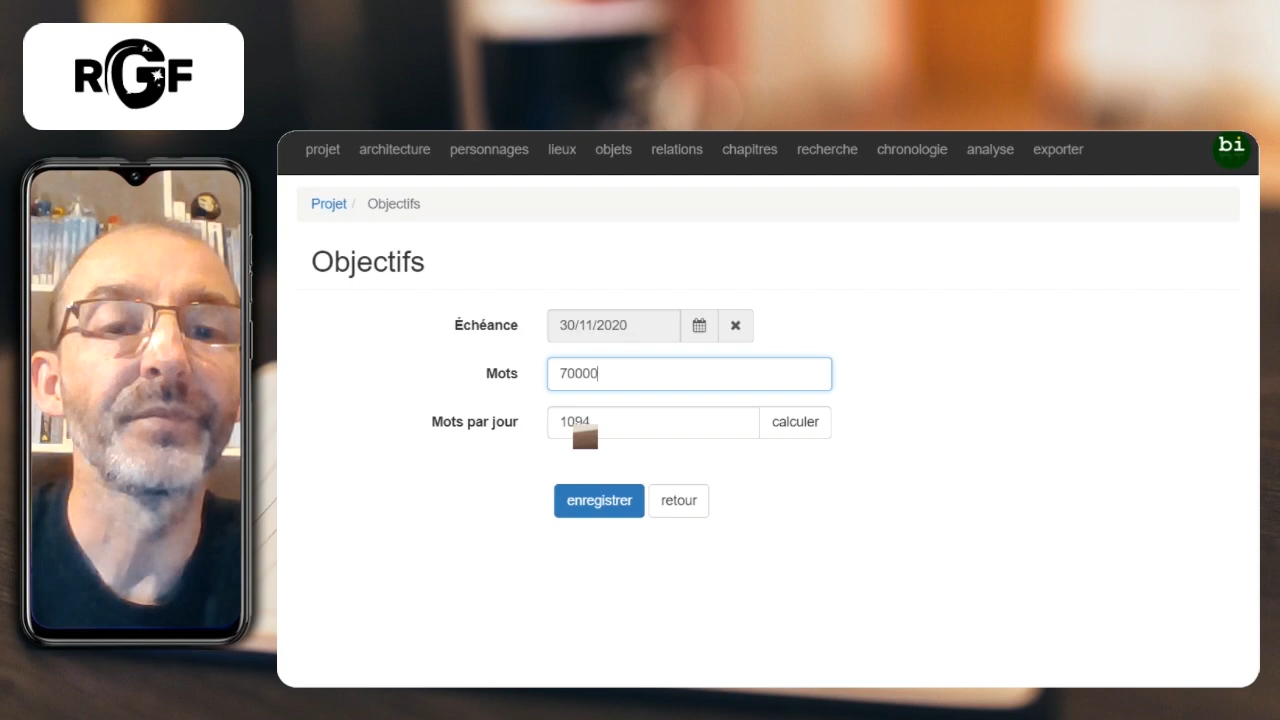 RGF
projet architecture personnages lieux objets relations chapitres recherche chronologie analyse exporter bi
Projet / Objectifs
Objectifs
Échéance 30/11/2020
Mots 70000
Mots par jour 1094 calculer
enregistrer retour